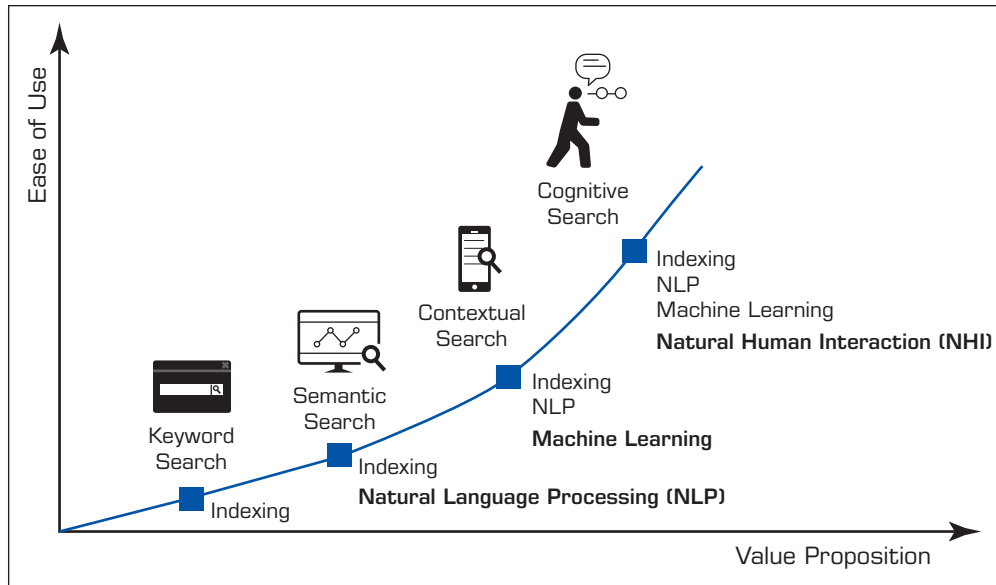 Ease of Use
Cognitive
Search
Indexing
NLP
Machine Learning
Natural Human Interaction (NHI)
Contextual
Search
Indexing
NLP
Machine Learning
Semantic
Search
Indexing
Natural Language Processing (NLP)
Keyword
Search
Indexing
Value Proposition